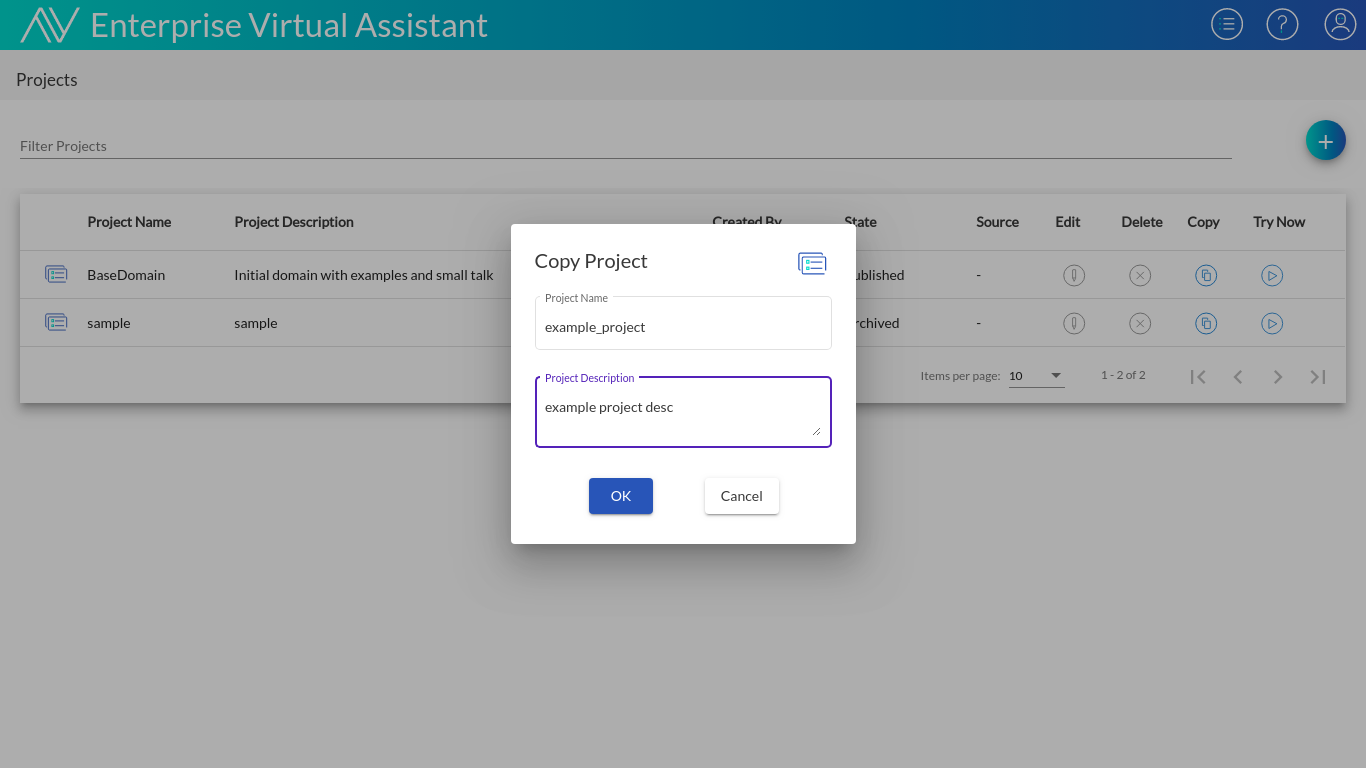 Enterprise Virtual Assistant
Projects
Filter Projects
Project Name Project Description Created By State Source Edit Delete Copy Try Now
BaseDomain Initial domain with examples and small talk ublished -
sample sample rchived -
Items per page: 10 1 - 2 of 2
Copy Project
Project Name
example_project
Project Description
example project desc
OK Cancel